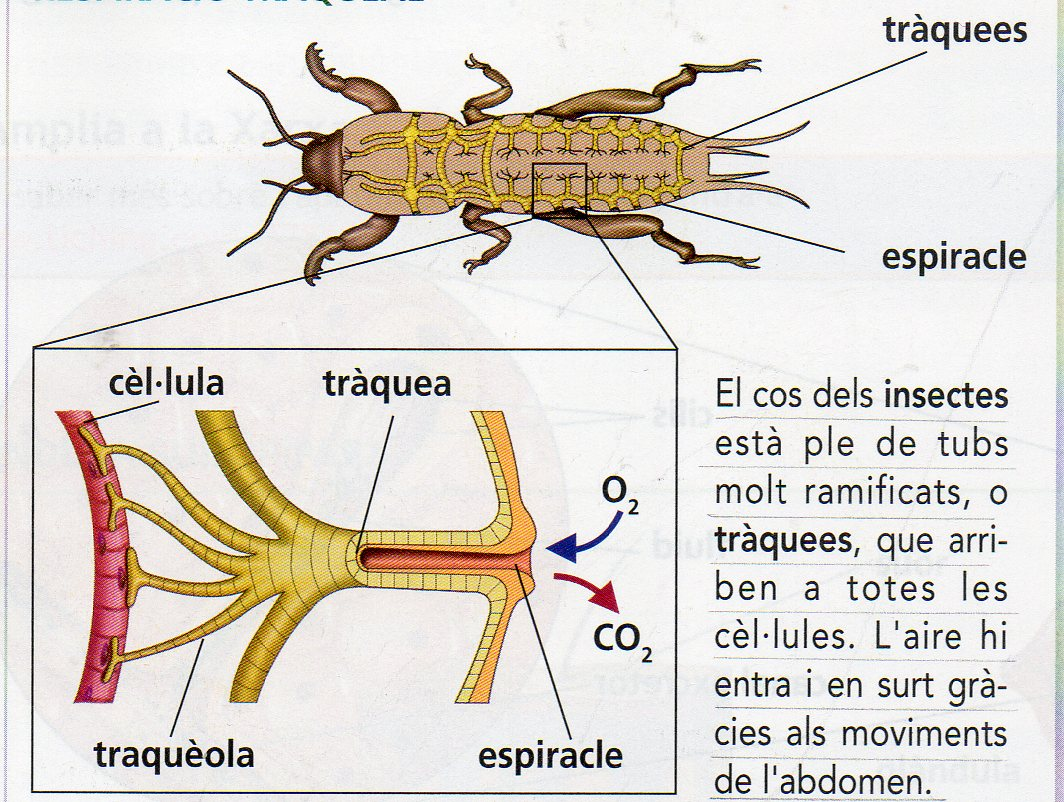 tràquees
espiracle
cèl·lula
tràquea
O2
CO2
traquèola
espiracle
El cos dels insectes
està ple de tubs
molt ramificats, o
tràquees, que arri-
ben a totes les
cèl·lules. L'aire hi
entra i en surt grà-
cies als moviments
de l'abdomen.